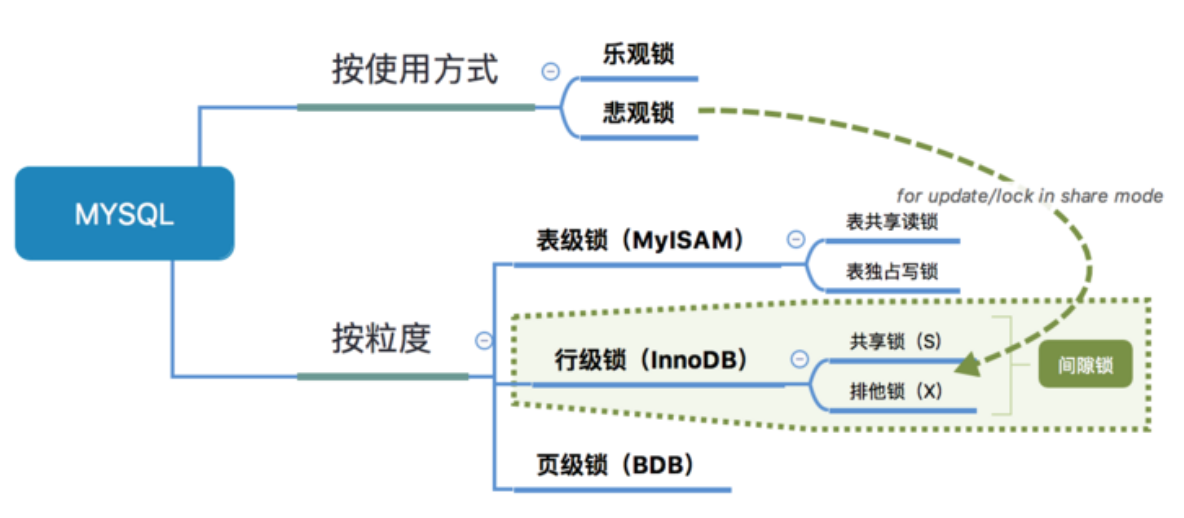 按使用方式
乐观锁
悲观锁
MYSQL
for update/lock in share mode
表级锁（MyISAM）
表共享读锁
表独占写锁
按粒度
行级锁（InnoDB）
共享锁（S）
排他锁（X）
间隙锁
页级锁（BDB）